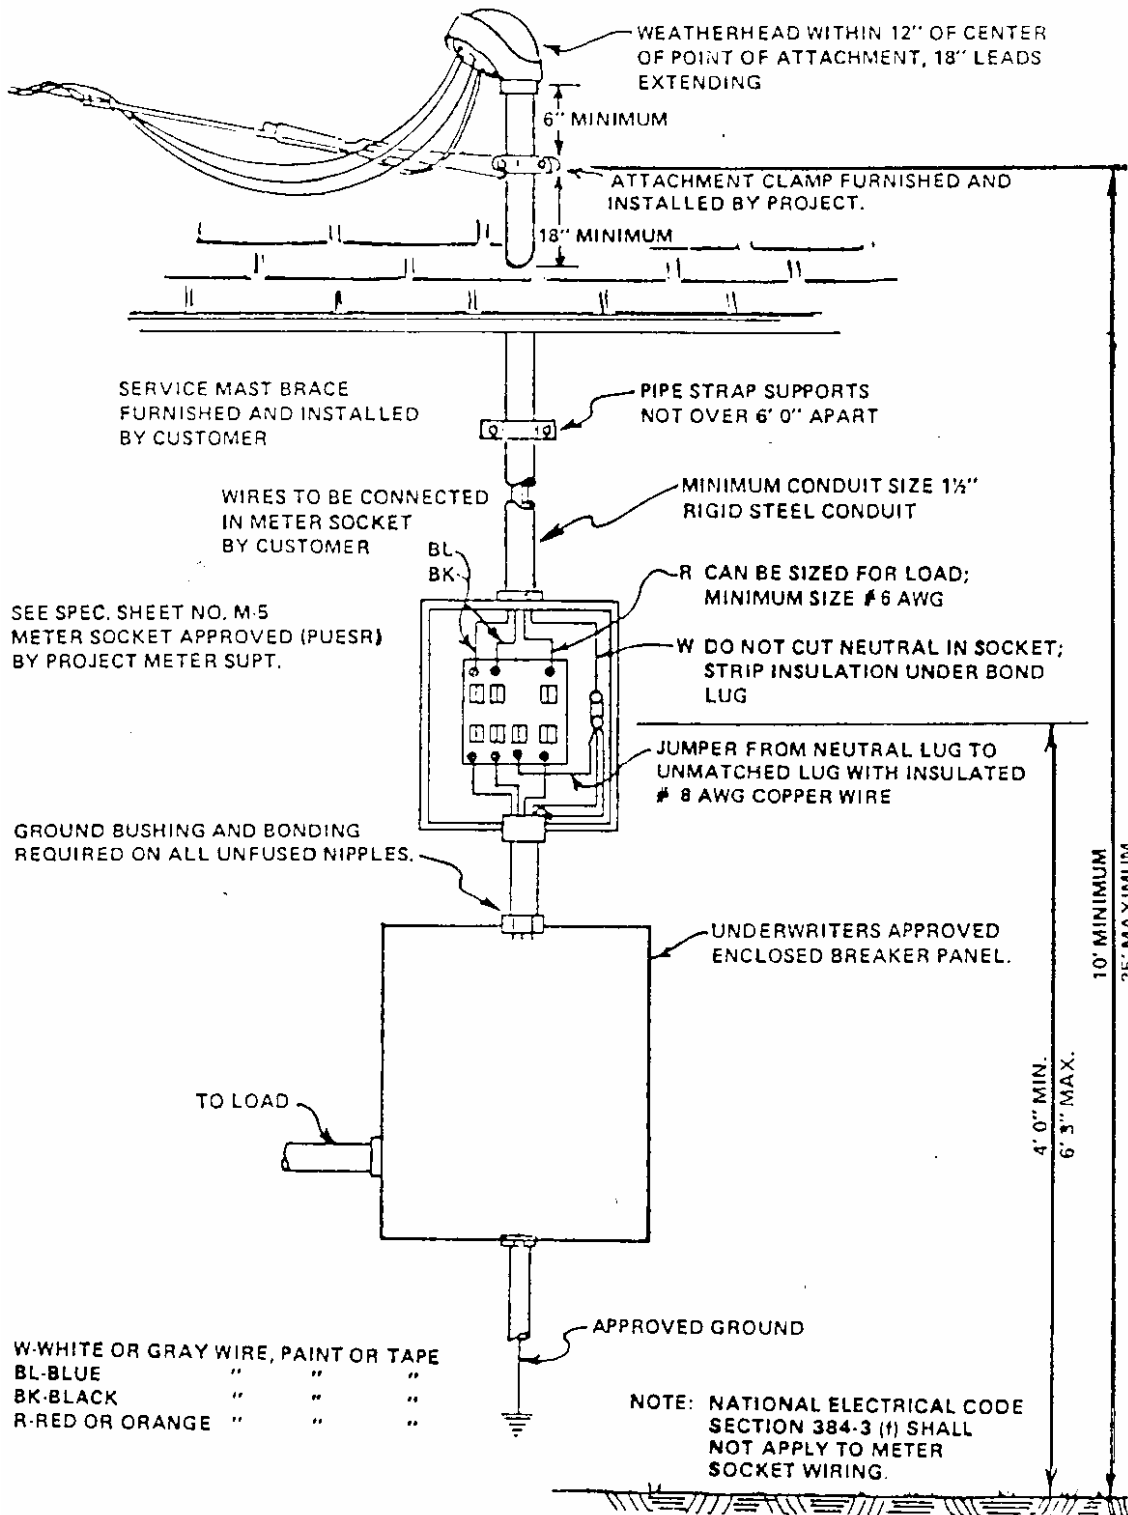 WEATHERHEAD WITHIN 12" OF CENTER
OF POINT OF ATTACHMENT, 18" LEADS
EXTENDING
6" MINIMUM
ATTACHMENT CLAMP FURNISHED AND
INSTALLED BY PROJECT.
18" MINIMUM
SERVICE MAST BRACE
FURNISHED AND INSTALLED
BY CUSTOMER
PIPE STRAP SUPPORTS
NOT OVER 6' 0" APART
WIRES TO BE CONNECTED
IN METER SOCKET
BY CUSTOMER
MINIMUM CONDUIT SIZE 1½"
RIGID STEEL CONDUIT
BL
BK
R CAN BE SIZED FOR LOAD;
MINIMUM SIZE # 6 AWG
SEE SPEC. SHEET NO. M-5
METER SOCKET APPROVED (PUESR)
BY PROJECT METER SUPT.
W DO NOT CUT NEUTRAL IN SOCKET;
STRIP INSULATION UNDER BOND
LUG
JUMPER FROM NEUTRAL LUG TO
UNMATCHED LUG WITH INSULATED
# 8 AWG COPPER WIRE
GROUND BUSHING AND BONDING
REQUIRED ON ALL UNFUSED NIPPLES.
UNDERWRITERS APPROVED
ENCLOSED BREAKER PANEL.
10' MINIMUM
25' MAXIMUM
4' 0" MIN.
6' 3" MAX.
TO LOAD
APPROVED GROUND
W-WHITE OR GRAY WIRE, PAINT OR TAPE
BL-BLUE " " "
BK-BLACK " " "
R-RED OR ORANGE " " "
NOTE: NATIONAL ELECTRICAL CODE
SECTION 384-3 (f) SHALL
NOT APPLY TO METER
SOCKET WIRING.